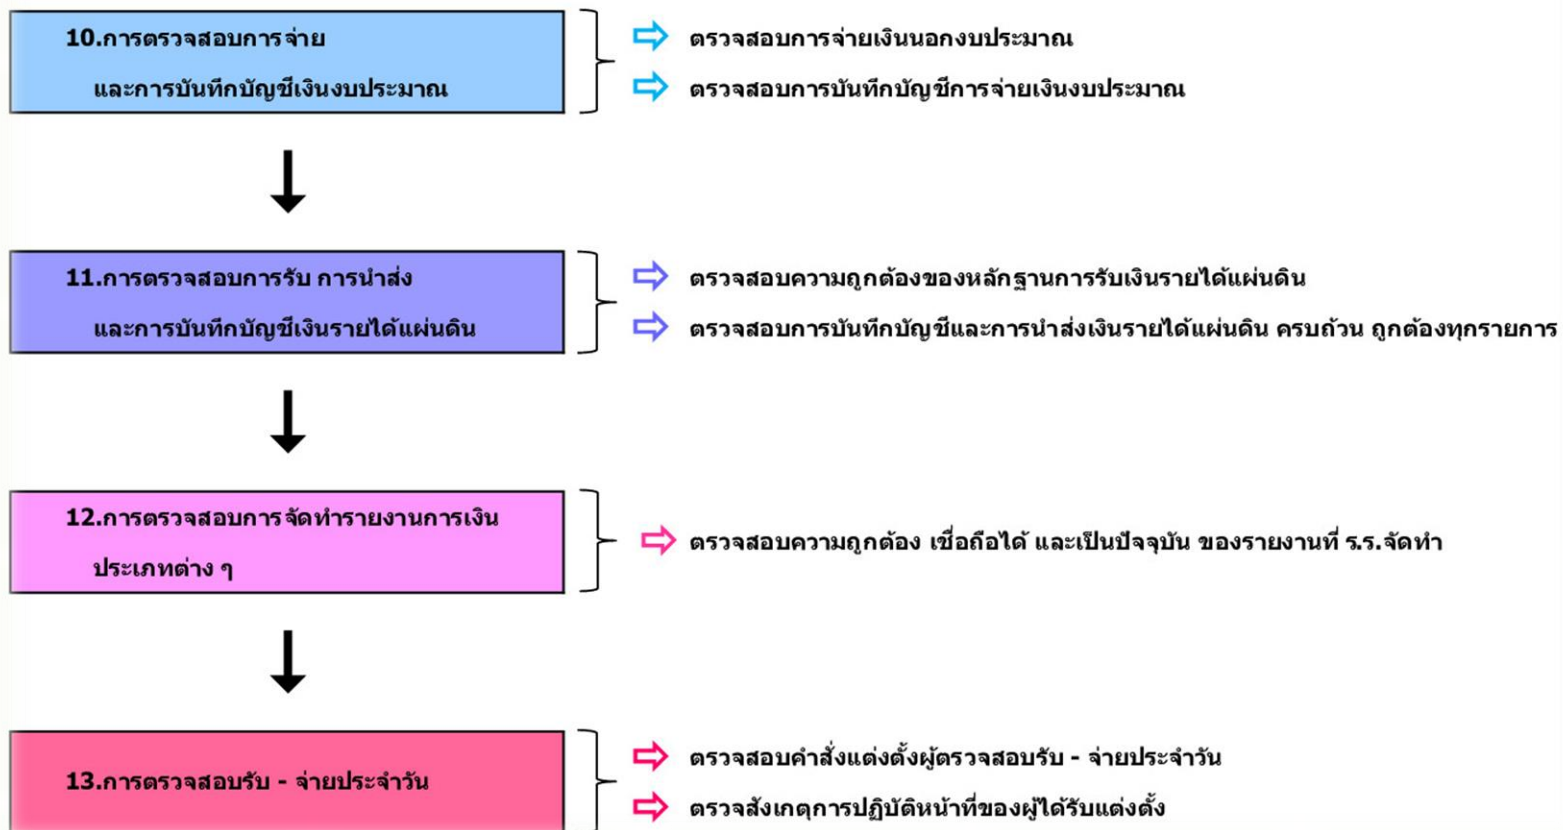 10.การตรวจสอบการจ่าย
และการบันทึกบัญชีเงินงบประมาณ
ตรวจสอบการจ่ายเงินนอกงบประมาณ
ตรวจสอบการบันทึกบัญชีการจ่ายเงินงบประมาณ
11.การตรวจสอบการรับ การนำส่ง
และการบันทึกบัญชีเงินรายได้แผ่นดิน
ตรวจสอบความถูกต้องของหลักฐานการรับเงินรายได้แผ่นดิน
ตรวจสอบการบันทึกบัญชีและการนำส่งเงินรายได้แผ่นดิน ครบถ้วน ถูกต้องทุกรายการ
12.การตรวจสอบการจัดทำรายงานการเงิน
ประเภทต่าง ๆ
ตรวจสอบความถูกต้อง เชื่อถือได้ และเป็นปัจจุบัน ของรายงานที่ ร.ร.จัดทำ
13.การตรวจสอบรับ - จ่ายประจำวัน
ตรวจสอบคำสั่งแต่งตั้งผู้ตรวจสอบรับ - จ่ายประจำวัน
ตรวจสังเกตุการปฏิบัติหน้าที่ของผู้ได้รับแต่งตั้ง